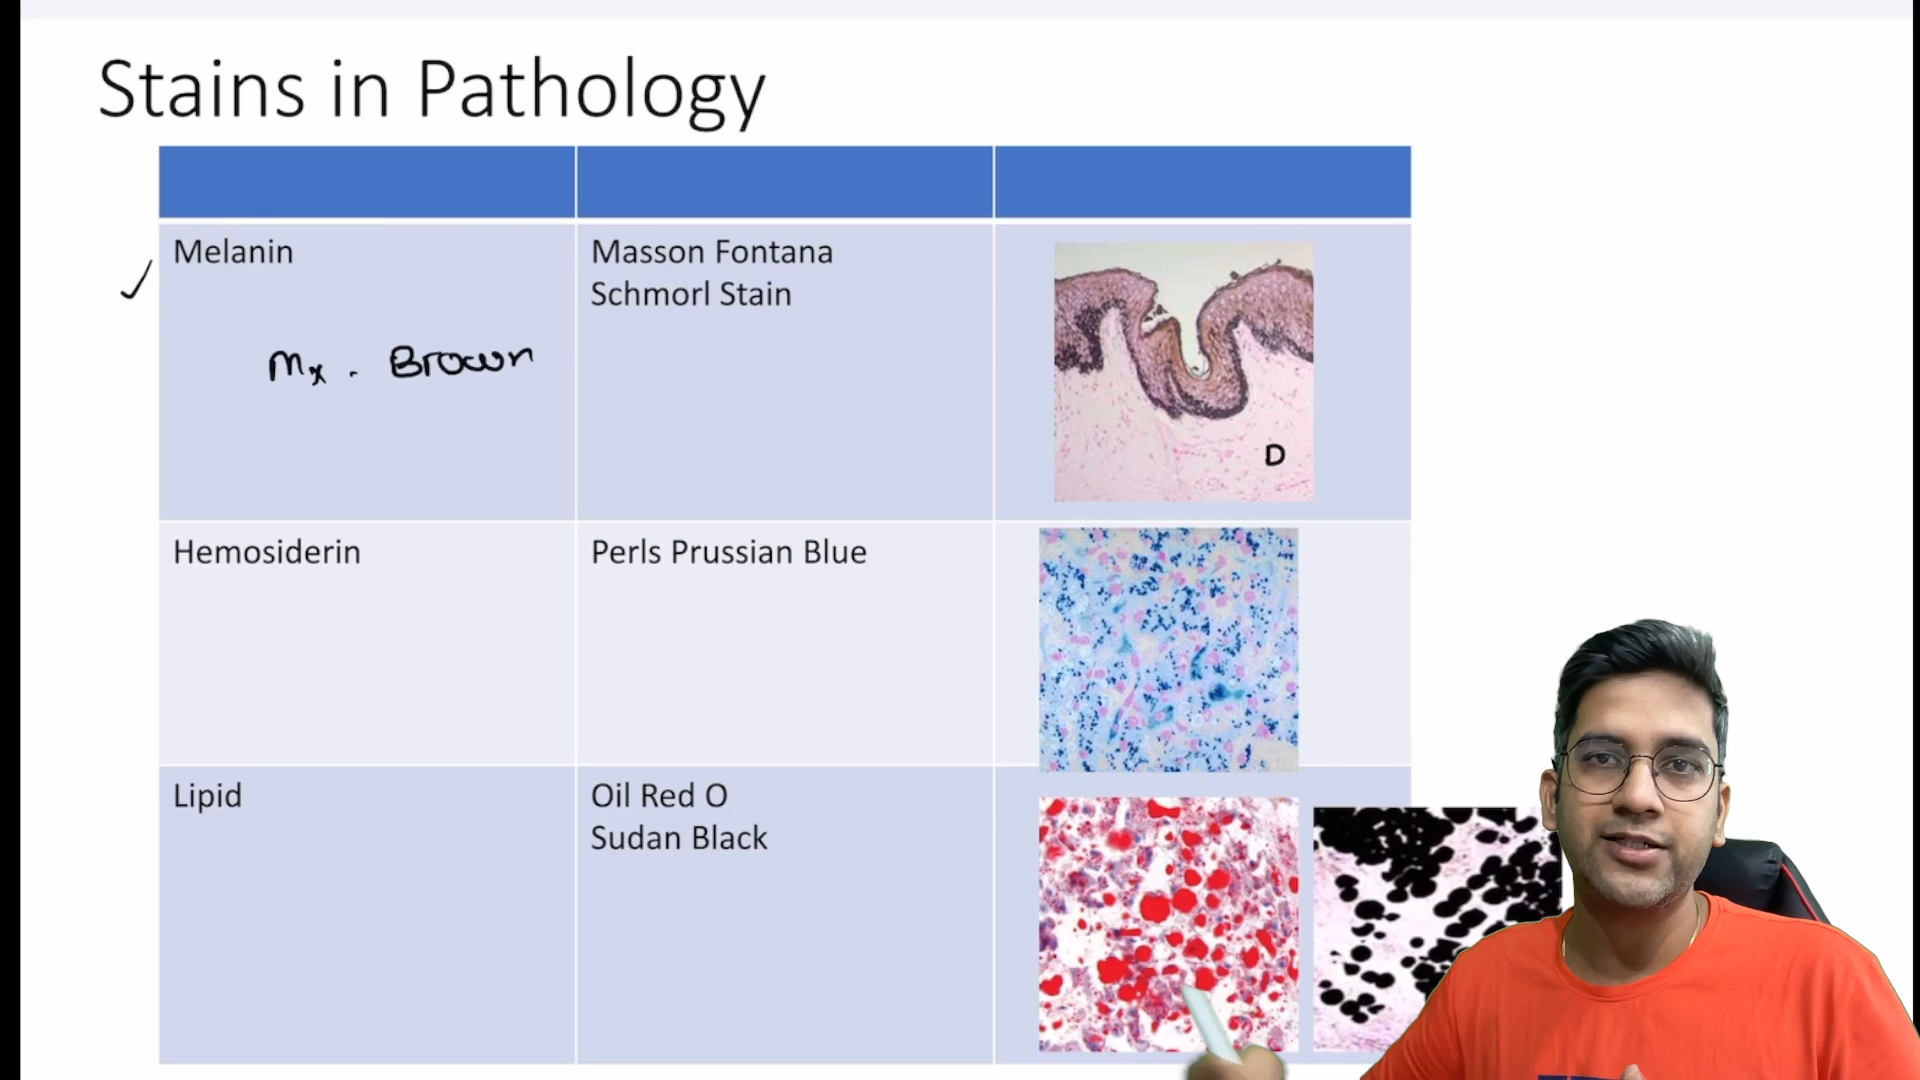 Stains in Pathology
Melanin
Masson Fontana
Schmorl Stain
Mx. Brown
D
Hemosiderin
Perls Prussian Blue
Lipid
Oil Red O
Sudan Black